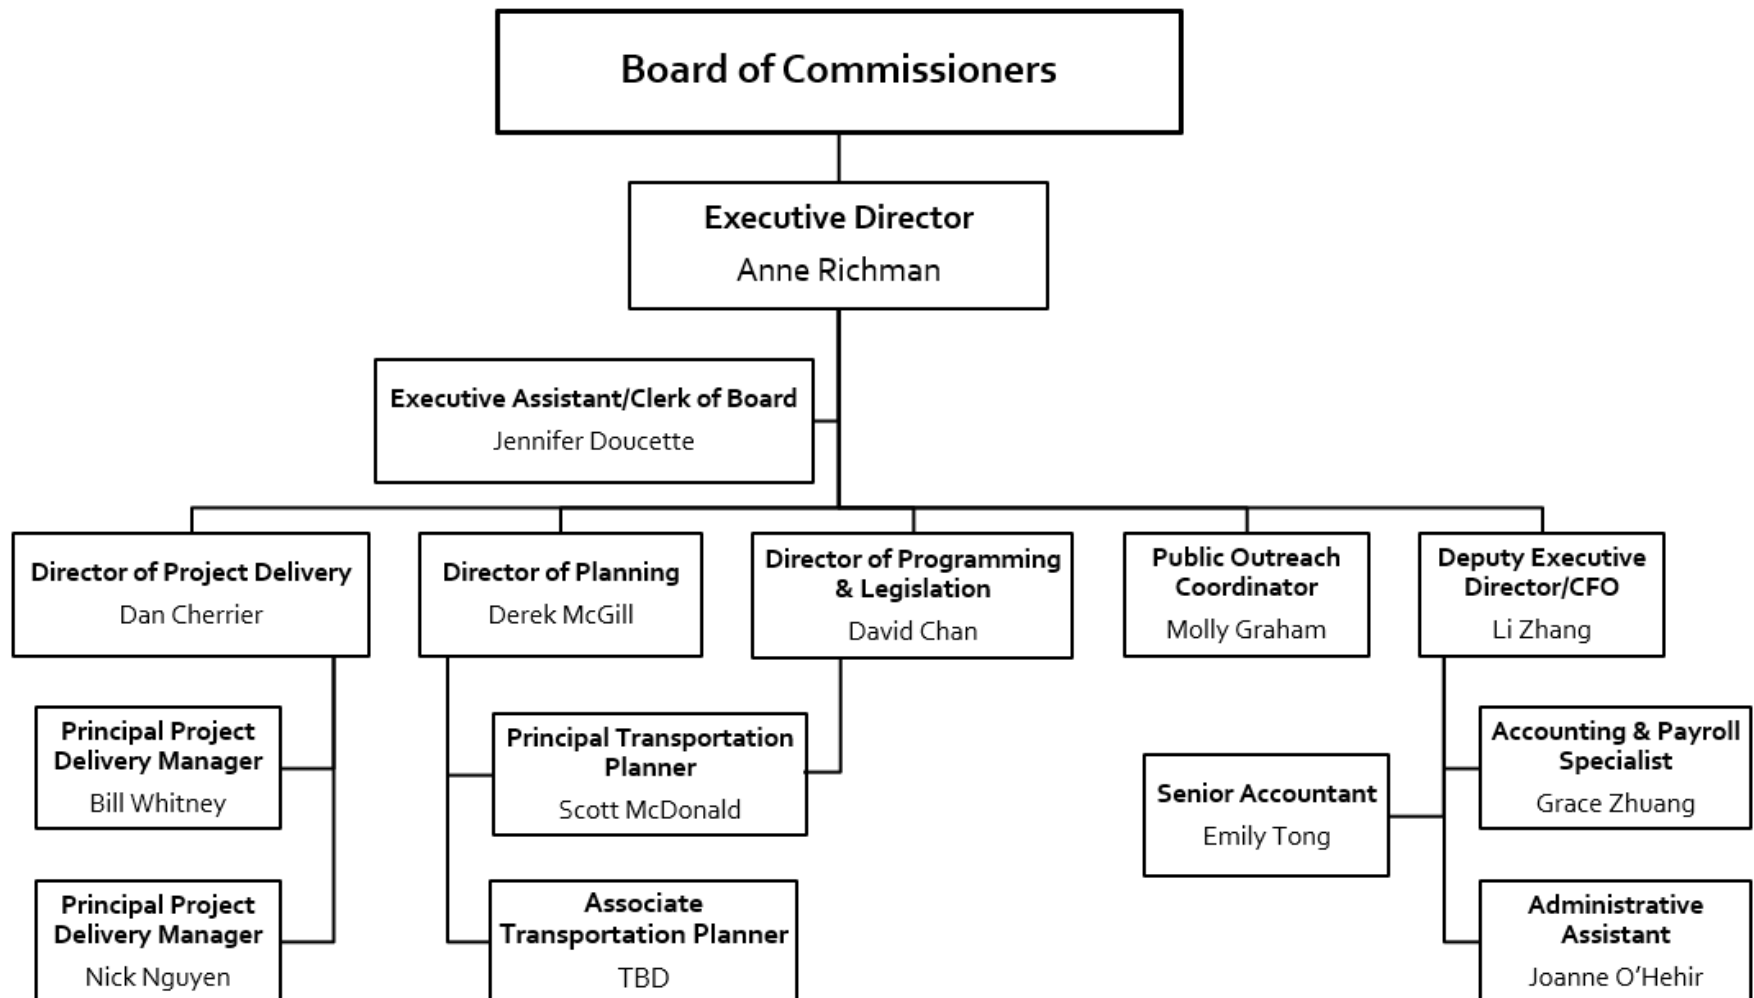 Board of Commissioners
Executive Director
Anne Richman
Executive Assistant/Clerk of Board
Jennifer Doucette
Director of Project Delivery
Dan Cherrier
Director of Planning
Derek McGill
Director of Programming
& Legislation
David Chan
Public Outreach
Coordinator
Molly Graham
Deputy Executive
Director/CFO
Li Zhang
Principal Project
Delivery Manager
Bill Whitney
Principal Transportation
Planner
Scott McDonald
Senior Accountant
Emily Tong
Accounting & Payroll
Specialist
Grace Zhuang
Principal Project
Delivery Manager
Nick Nguyen
Associate
Transportation Planner
TBD
Administrative
Assistant
Joanne O’Hehir